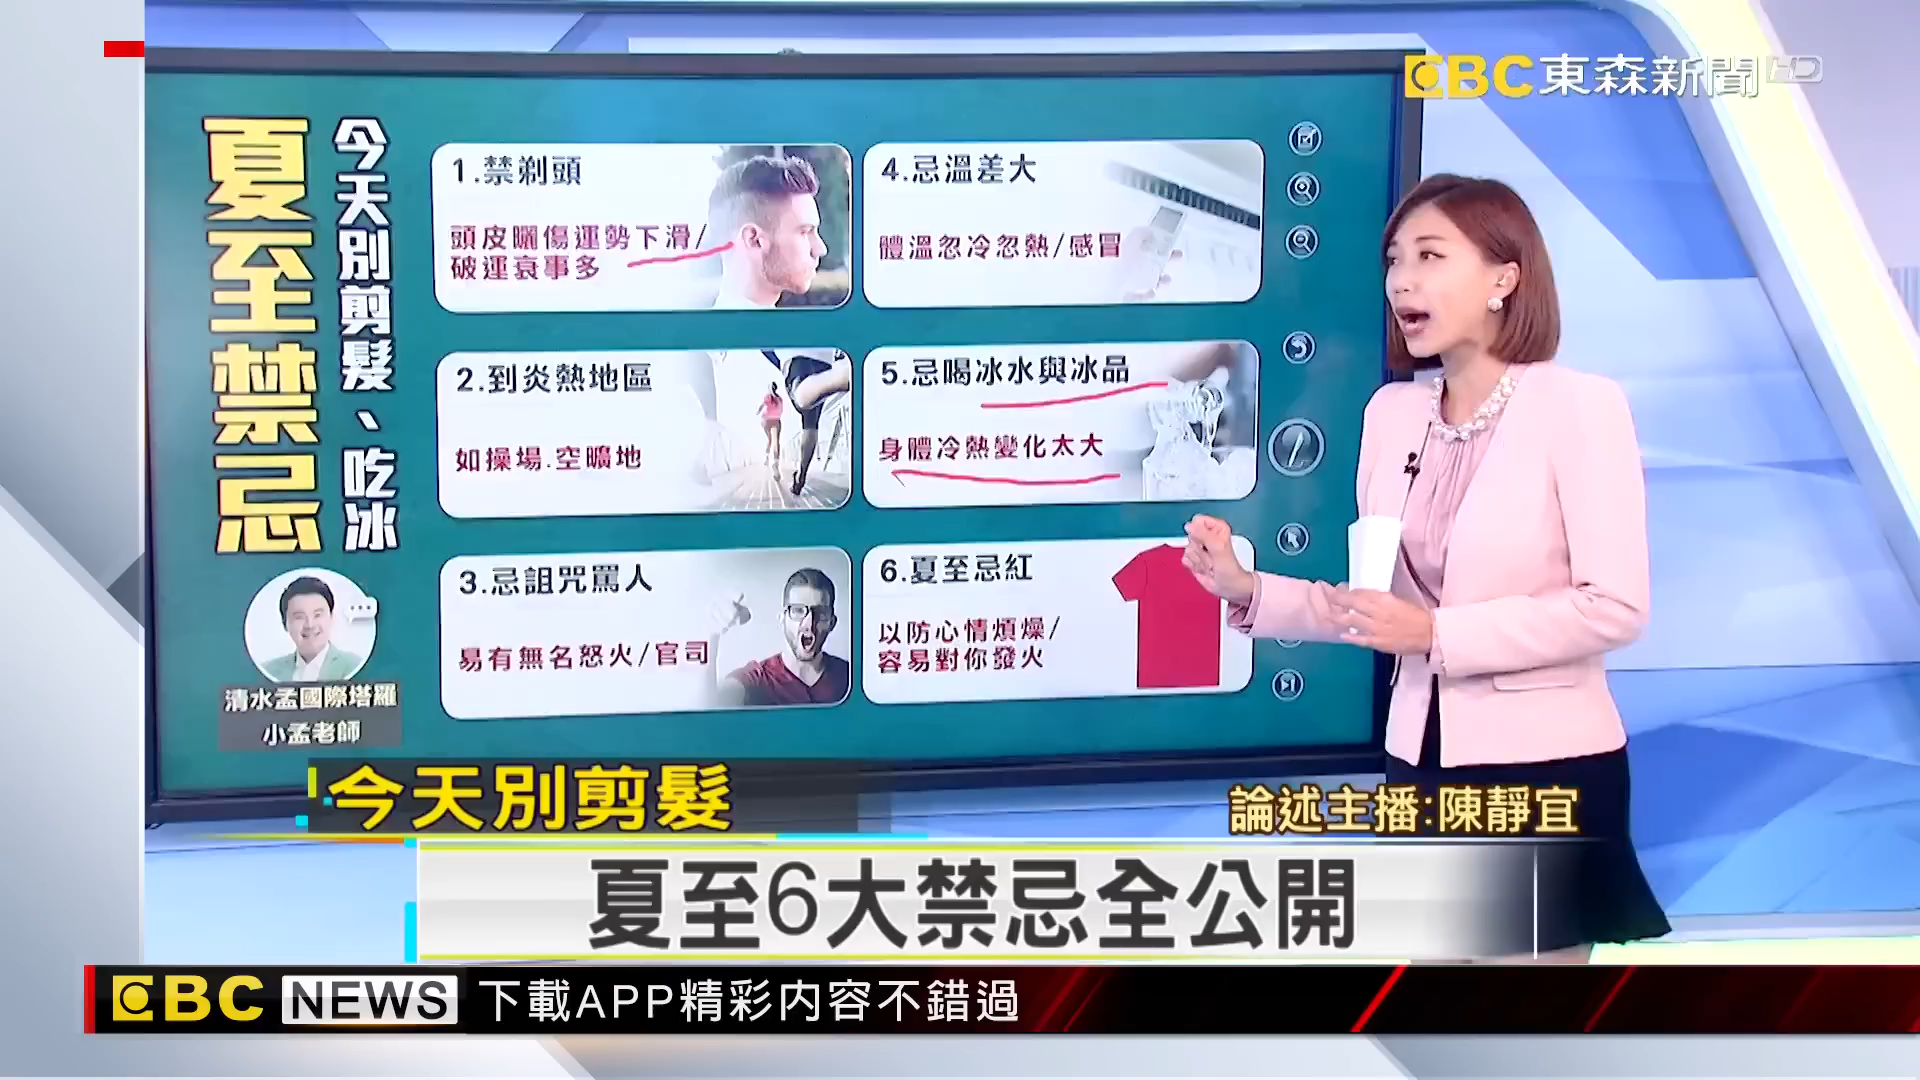 EBC東森新聞HD
夏至禁忌
今天別剪髮、吃冰
清水孟國際塔羅
小孟老師
1.禁剃頭
頭皮曬傷運勢下滑/
破運衰事多
2.到炎熱地區
如操場.空曠地
3.忌詛咒罵人
易有無名怒火/官司
4.忌溫差大
體溫忽冷忽熱/感冒
5.忌喝冰水與冰品
身體冷熱變化太大
6.夏至忌紅
以防心情煩燥/
容易對你發火
今天別剪髮
論述主播:陳靜宜
夏至6大禁忌全公開
EBC NEWS 下載APP精彩內容不錯過